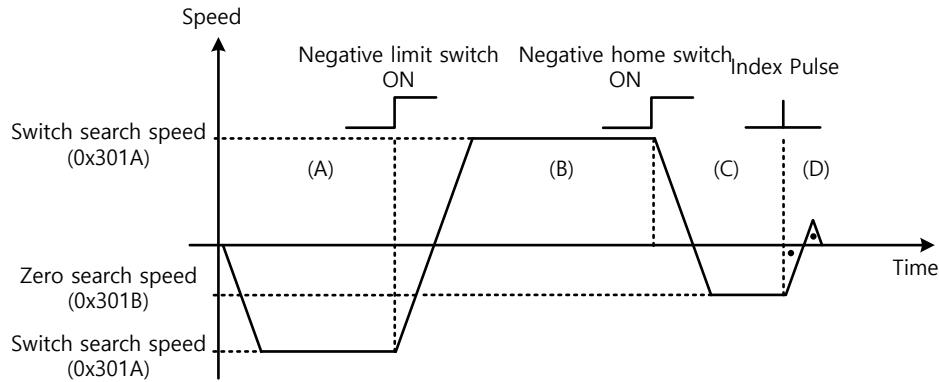 Speed
Negative limit switch
ON
Negative home switch
ON
Index Pulse
Switch search speed
(0x301A)
(A)
(B)
(C)
(D)
Zero search speed
(0x301B)
Time
Switch search speed
(0x301A)